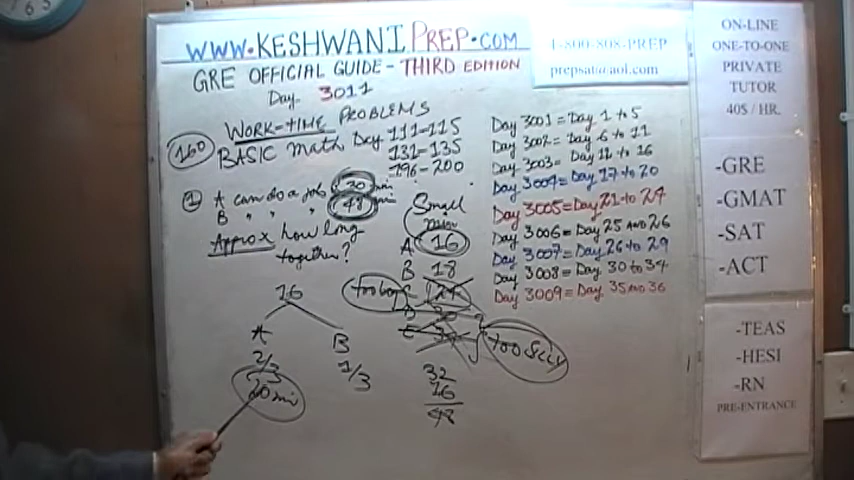 WWW.KESHWANIPREP.COM
GRE OFFICIAL GUIDE - THIRD EDITION
Day 3011
1-800-808-PREP
prepsat@aol.com
WORK-TIME PROBLEMS
160
BASIC Math Day 111-115
131-135
196-200
① A can do a job 30 min
B " " " 48 min
Approx how long
together?
Small
A 16
B 18
C 24
too long
too silly
16
A
2/3
20 min
B
1/3
32
16
48
Day 3001 = Day 1 to 5
Day 3002 = Day 6 to 11
Day 3003 = Day 12 to 16
Day 3004 = Day 17 to 20
Day 3005 = Day 21 to 24
Day 3006 = Day 25 AND 26
Day 3007 = Day 26 to 29
Day 3008 = Day 30 to 34
Day 3009 = Day 35 AND 36
ON-LINE
ONE-TO-ONE
PRIVATE
TUTOR
40$ / HR.
-GRE
-GMAT
-SAT
-ACT
-TEAS
-HESI
-RN
PRE-ENTRANCE